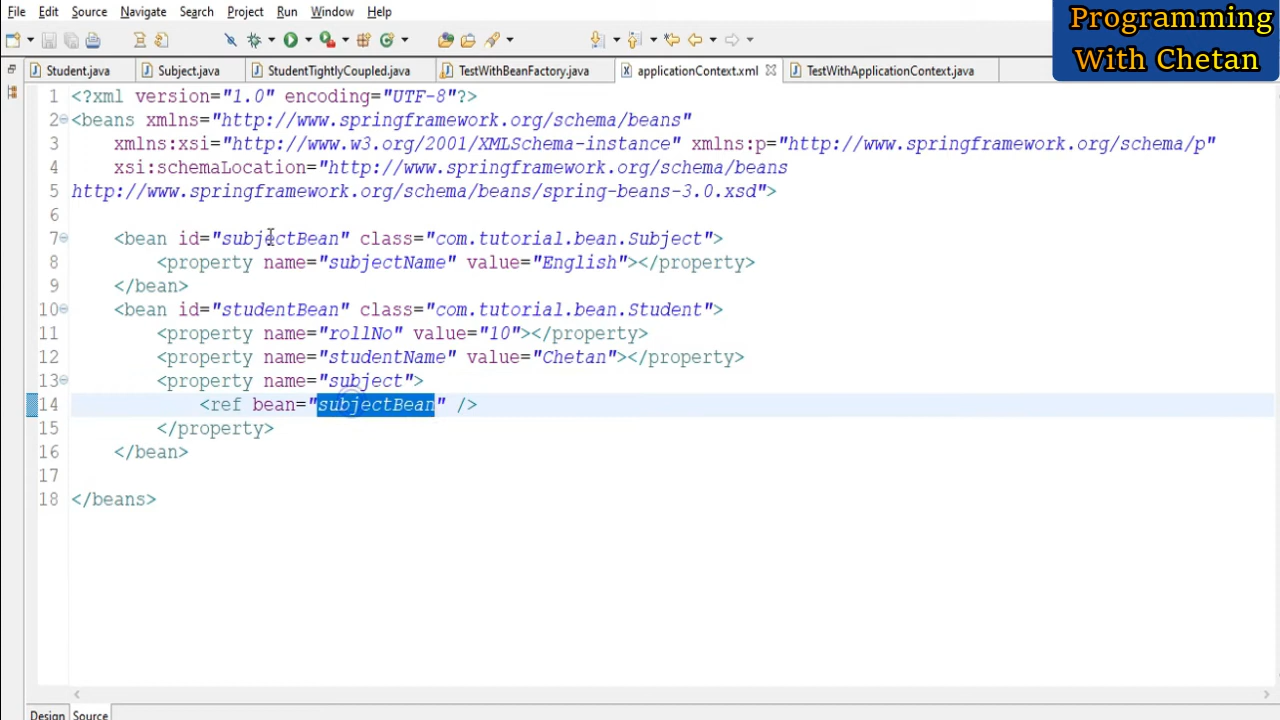 File Edit Source Navigate Search Project Run Window Help
Programming
With Chetan
Student.java Subject.java StudentTightlyCoupled.java TestWithBeanFactory.java applicationContext.xml TestWithApplicationContext.java
1 <?xml version="1.0" encoding="UTF-8"?>
2 <beans xmlns="http://www.springframework.org/schema/beans"
3 xmlns:xsi="http://www.w3.org/2001/XMLSchema-instance" xmlns:p="http://www.springframework.org/schema/p"
4 xsi:schemaLocation="http://www.springframework.org/schema/beans
5 http://www.springframework.org/schema/beans/spring-beans-3.0.xsd">
6
7 <bean id="subjectBean" class="com.tutorial.bean.Subject">
8 <property name="subjectName" value="English"></property>
9 </bean>
10 <bean id="studentBean" class="com.tutorial.bean.Student">
11 <property name="rollNo" value="10"></property>
12 <property name="studentName" value="Chetan"></property>
13 <property name="subject">
14 <ref bean="subjectBean" />
15 </property>
16 </bean>
17
18 </beans>
Design Source